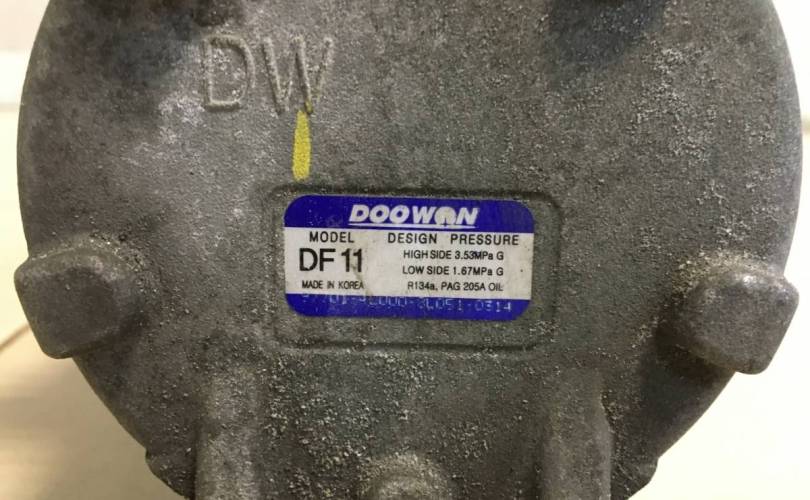 DW
DOOWON
MODEL DESIGN PRESSURE
DF11 HIGH SIDE 3.53MPa G
LOW SIDE 1.67MPa G
MADE IN KOREA R134a, PAG 205A OIL